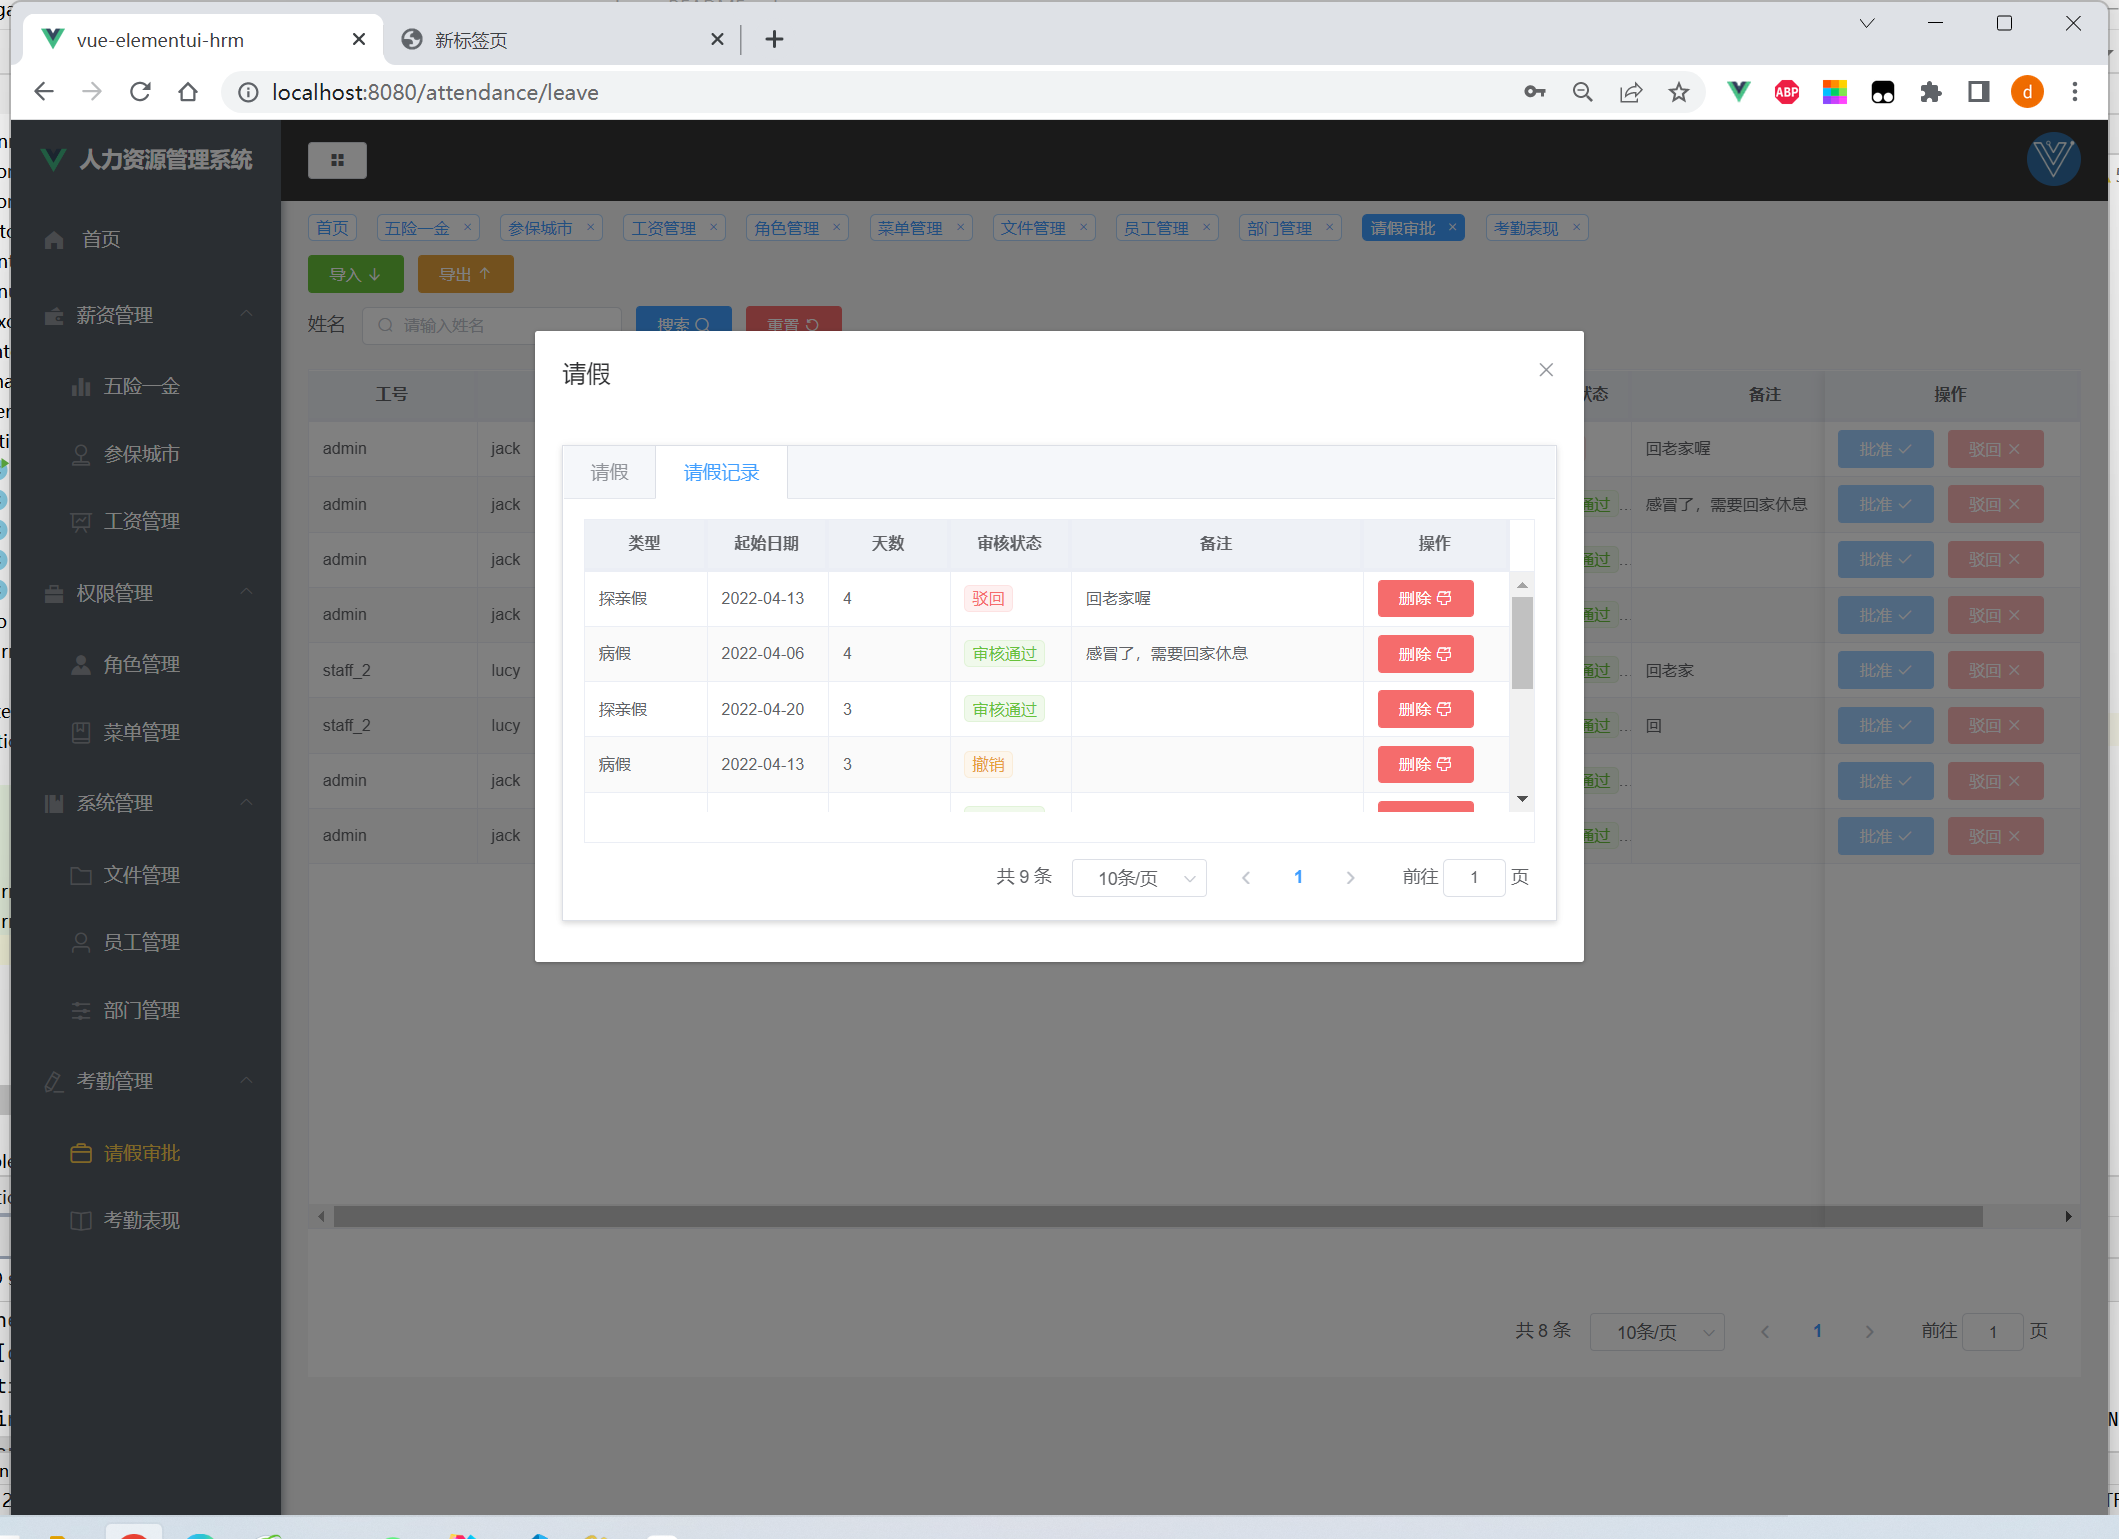 vue-elementui-hrm
新标签页
localhost:8080/attendance/leave
ABP
d
人力资源管理系统
首页
薪资管理
五险一金
参保城市
工资管理
权限管理
角色管理
菜单管理
系统管理
文件管理
员工管理
部门管理
考勤管理
请假审批
考勤表现
首页 五险一金 参保城市 工资管理 角色管理 菜单管理 文件管理 员工管理 部门管理 请假审批 考勤表现
导入 导出
姓名 请输入姓名 搜索 重置
工号 状态 备注 操作
admin jack 回老家喔 批准 驳回
admin jack 通过 ... 感冒了，需要回家休息 批准 驳回
admin jack 通过 ... 批准 驳回
admin jack 通过 ... 批准 驳回
staff_2 lucy 通过 ... 回老家 批准 驳回
staff_2 lucy 通过 ... 回 批准 驳回
admin jack 通过 ... 批准 驳回
admin jack 通过 ... 批准 驳回
请假
请假 请假记录
类型 起始日期 天数 审核状态 备注 操作
探亲假 2022-04-13 4 驳回 回老家喔 删除
病假 2022-04-06 4 审核通过 感冒了，需要回家休息 删除
探亲假 2022-04-20 3 审核通过 删除
病假 2022-04-13 3 撤销 删除
共 9 条 10条/页 1 前往 1 页
共 8 条 10条/页 1 前往 1 页